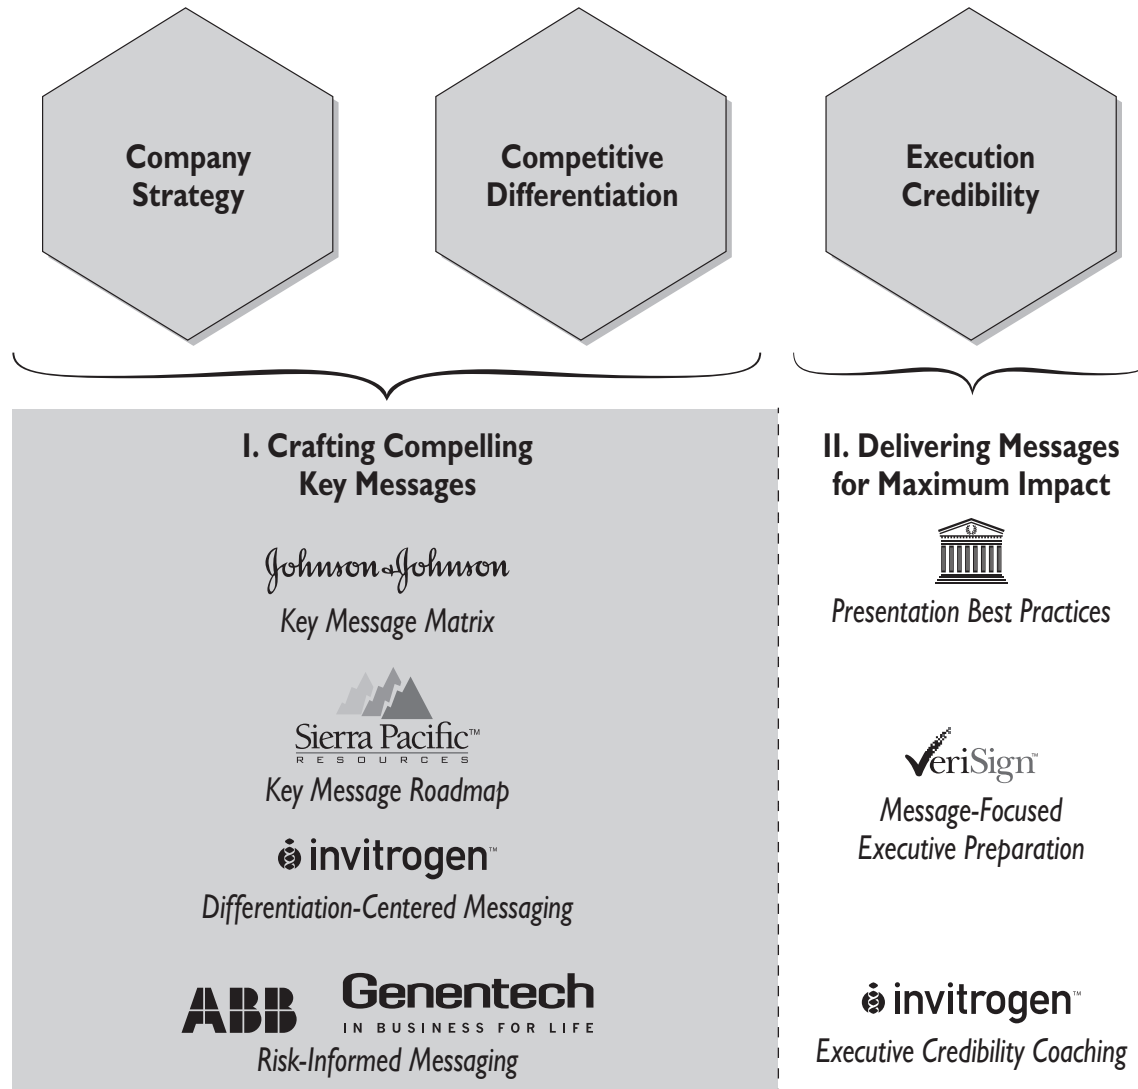 Company
Strategy
Competitive
Differentiation
Execution
Credibility
I. Crafting Compelling
Key Messages
Johnson & Johnson
Key Message Matrix
Sierra Pacific™
RESOURCES
Key Message Roadmap
invitrogen™
Differentiation-Centered Messaging
ABB
Genentech
IN BUSINESS FOR LIFE
Risk-Informed Messaging
II. Delivering Messages
for Maximum Impact
Presentation Best Practices
VeriSign™
Message-Focused
Executive Preparation
invitrogen™
Executive Credibility Coaching